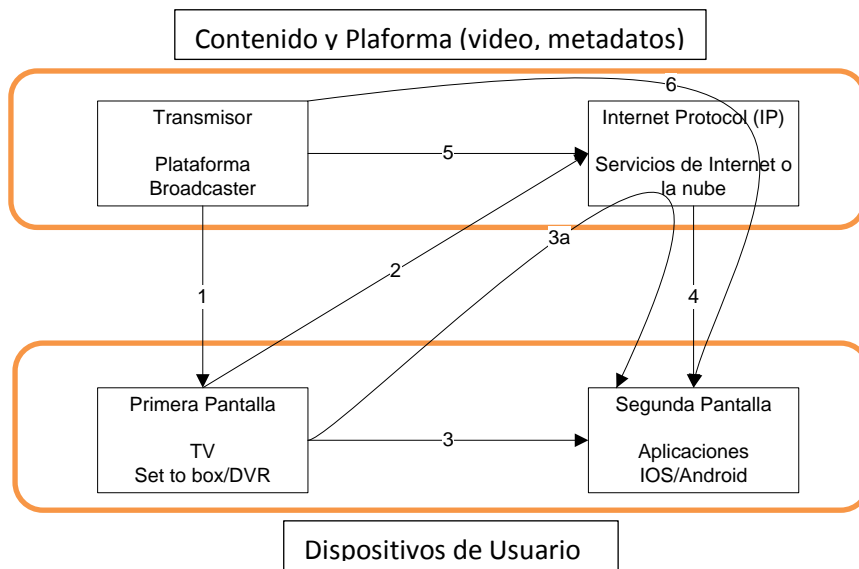 Contenido y Plaforma (video, metadatos)
6
Transmisor
Plataforma
Broadcaster
Internet Protocol (IP)
Servicios de Internet o
la nube
5
3a
2
1
4
Primera Pantalla
TV
Set to box/DVR
3
Segunda Pantalla
Aplicaciones
IOS/Android
Dispositivos de Usuario